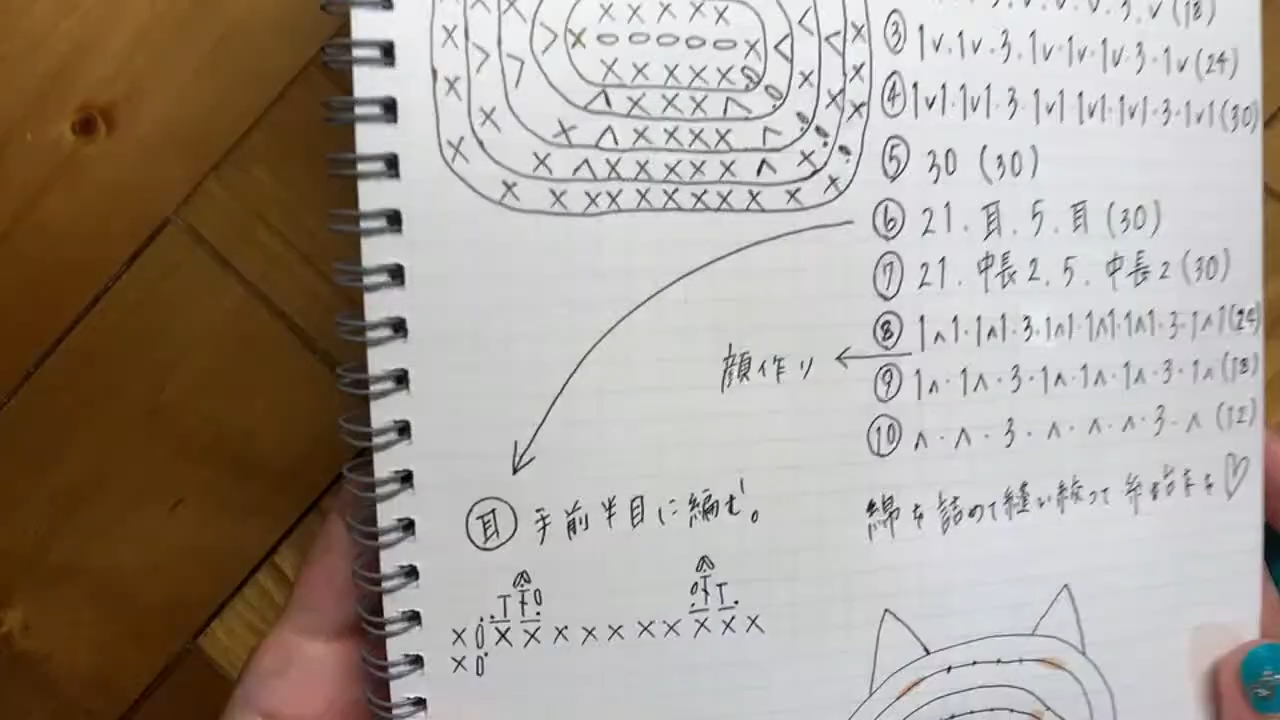 ③ 1V・1V・3・1V・1V・1V・3・1V (24)
④ 1V1・1V1・3・1V1・1V1・1V1・3・1V1 (30)
⑤ 30 (30)
⑥ 21.耳.5.耳 (30)
⑦ 21.中長2.5.中長2 (30)
⑧ 1∧1・1∧1・3・1∧1・1∧1・1∧1・3・1∧1 (24)
顔作り ←
⑨ 1∧・1∧・3・1∧・1∧・1∧・3・1∧ (18)
⑩ ∧・∧・3・∧・∧・∧・3・∧ (12)
綿を詰めて縫い絞って
耳 手前半目に編む!。